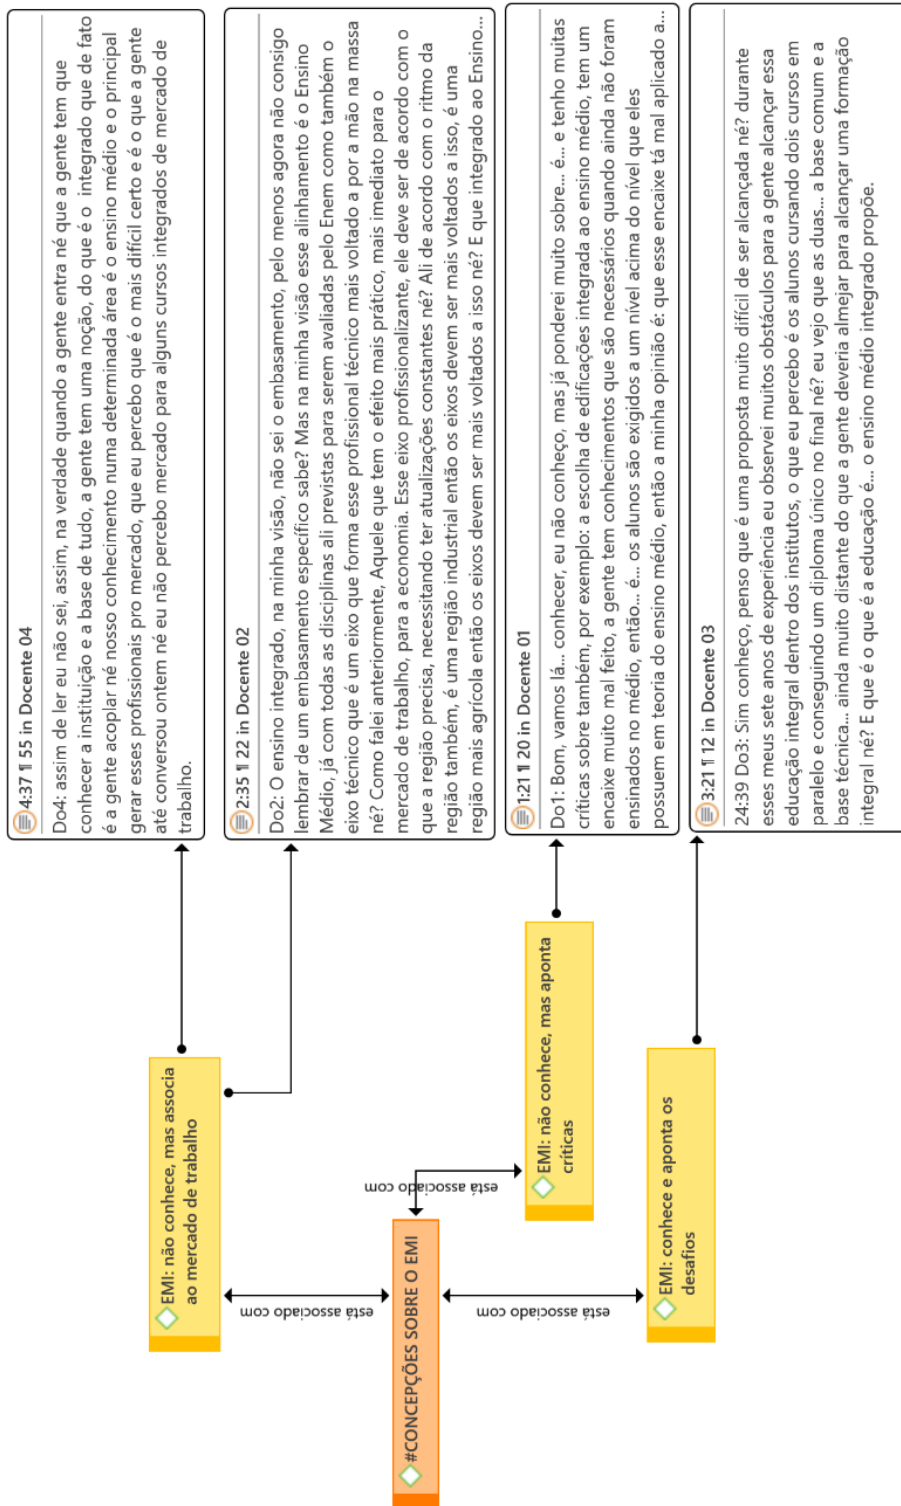 #CONCEPÇÕES SOBRE O EMI
está associado com
está associado com
está associado com
EMI: não conhece, mas associa
ao mercado de trabalho
EMI: não conhece, mas aponta
críticas
EMI: conhece e aponta os
desafios
4:37 ¶ 55 in Docente 04
Do4: assim de ler eu não sei, assim, na verdade quando a gente entra né que a gente tem que
conhecer a instituição e a base de tudo, a gente tem uma noção, do que é o integrado que de fato
é a gente acoplar né nosso conhecimento numa determinada área é o ensino médio e o principal
gerar esses profissionais pro mercado, que eu percebo que é o mais difícil certo e é o que a gente
até conversou ontem né eu não percebo mercado para alguns cursos integrados de mercado de
trabalho.
2:35 ¶ 22 in Docente 02
Do2: O ensino integrado, na minha visão, não sei o embasamento, pelo menos agora não consigo
lembrar de um embasamento específico sabe? Mas na minha visão esse alinhamento é o Ensino
Médio, já com todas as disciplinas ali previstas para serem avaliadas pelo Enem como também o
eixo técnico que é um eixo que forma esse profissional técnico mais voltado a por a mão na massa
né? Como falei anteriormente, Aquele que tem o efeito mais prático, mais imediato para o
mercado de trabalho, para a economia. Esse eixo profissionalizante, ele deve ser de acordo com o
que a região precisa, necessitando ter atualizações constantes né? Ali de acordo com o ritmo da
região também, é uma região industrial então os eixos devem ser mais voltados a isso, é uma
região mais agrícola então os eixos devem ser mais voltados a isso né? E que integrado ao Ensino...
1:21 ¶ 20 in Docente 01
Do1: Bom, vamos lá... conhecer, eu não conheço, mas já ponderei muito sobre... é... e tenho muitas
críticas sobre também, por exemplo: a escolha de edificações integrada ao ensino médio, tem um
encaixe muito mal feito, a gente tem conhecimentos que são necessários quando ainda não foram
ensinados no médio, então... é... os alunos são exigidos a um nível acima do nível que eles
possuem em teoria do ensino médio, então a minha opinião é: que esse encaixe tá mal aplicado a...
3:21 ¶ 12 in Docente 03
24:39 Do3: Sim conheço, penso que é uma proposta muito difícil de ser alcançada né? durante
esses meus sete anos de experiência eu observei muitos obstáculos para a gente alcançar essa
educação integral dentro dos institutos, o que eu percebo é os alunos cursando dois cursos em
paralelo e conseguindo um diploma único no final né? eu vejo que as duas... a base comum e a
base técnica... ainda muito distante do que a gente deveria almejar para alcançar uma formação
integral né? E que é o que é a educação é... o ensino médio integrado propõe.